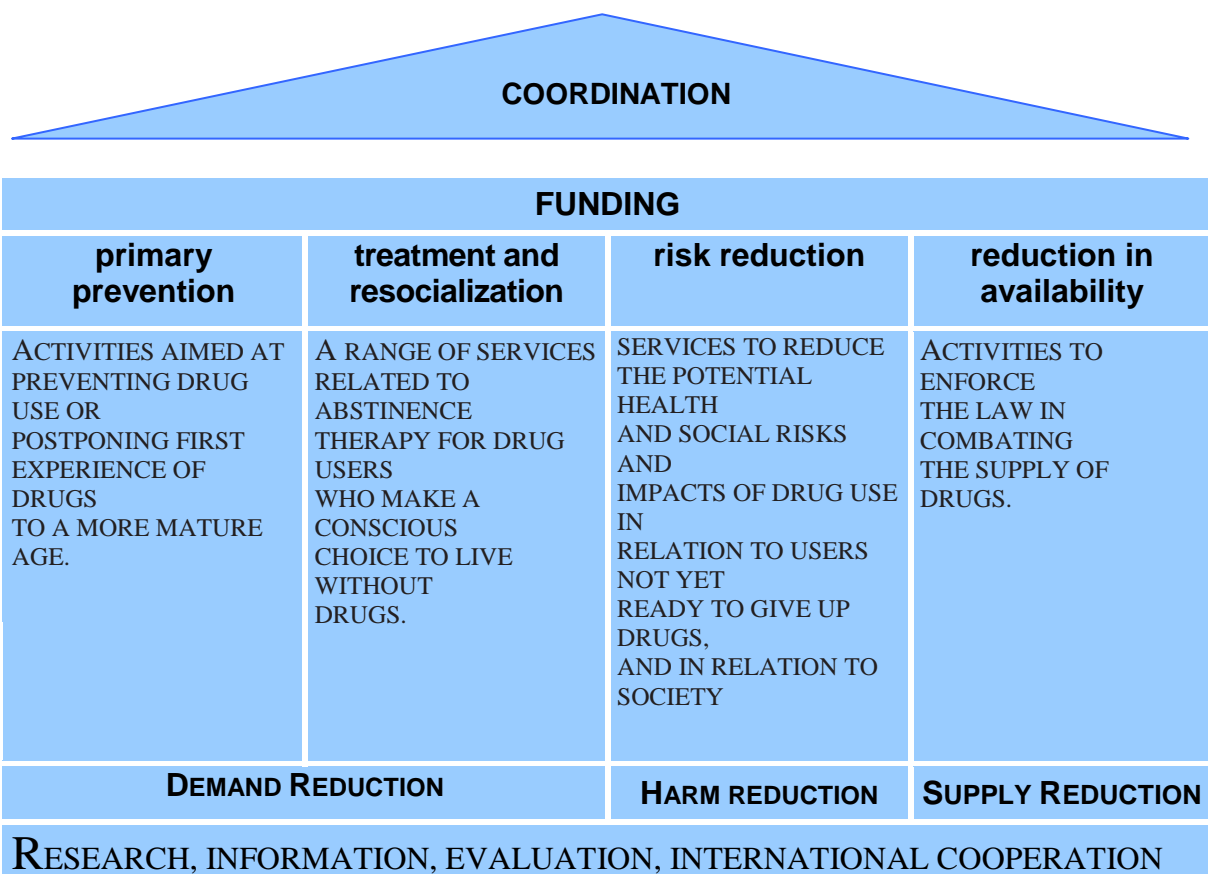 COORDINATION
FUNDING
primary
prevention
treatment and
resocialization
risk reduction
reduction in
availability
ACTIVITIES AIMED AT
PREVENTING DRUG
USE OR
POSTPONING FIRST
EXPERIENCE OF
DRUGS
TO A MORE MATURE
AGE.
A RANGE OF SERVICES
RELATED TO
ABSTINENCE
THERAPY FOR DRUG
USERS
WHO MAKE A
CONSCIOUS
CHOICE TO LIVE
WITHOUT
DRUGS.
SERVICES TO REDUCE
THE POTENTIAL
HEALTH
AND SOCIAL RISKS
AND
IMPACTS OF DRUG USE
IN
RELATION TO USERS
NOT YET
READY TO GIVE UP
DRUGS,
AND IN RELATION TO
SOCIETY
ACTIVITIES TO
ENFORCE
THE LAW IN
COMBATING
THE SUPPLY OF
DRUGS.
DEMAND REDUCTION
HARM REDUCTION
SUPPLY REDUCTION
RESEARCH, INFORMATION, EVALUATION, INTERNATIONAL COOPERATION